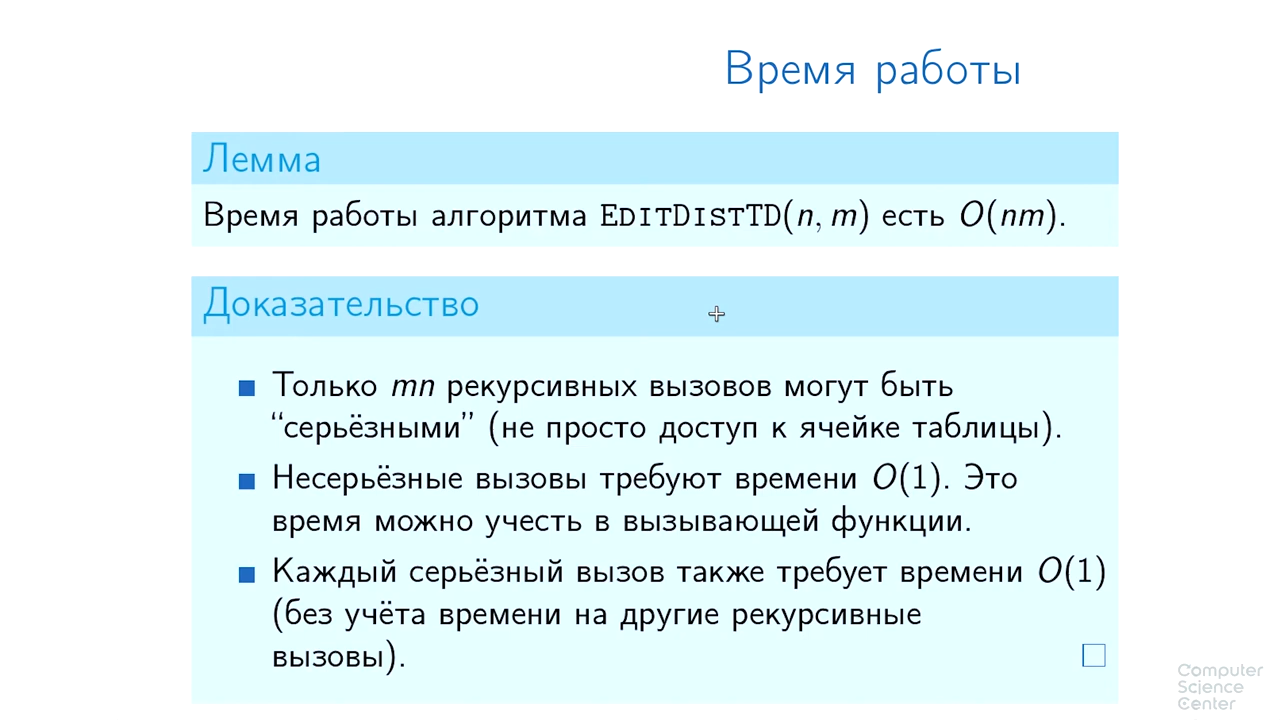 Время работы
Лемма
Время работы алгоритма EDITDISTTD(n, m) есть O(nm).
Доказательство
Только mn рекурсивных вызовов могут быть
“серьёзными” (не просто доступ к ячейке таблицы).
Несерьёзные вызовы требуют времени O(1). Это
время можно учесть в вызывающей функции.
Каждый серьёзный вызов также требует времени O(1)
(без учёта времени на другие рекурсивные
вызовы).
Computer
Science
Center